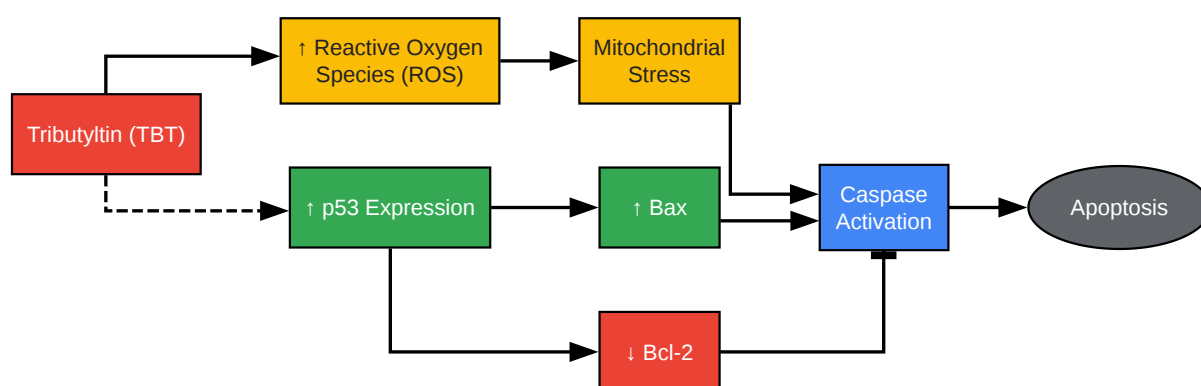 ↑ Reactive Oxygen
Species (ROS)
Mitochondrial
Stress
Tributyltin (TBT)
↑ p53 Expression
↑ Bax
Caspase
Activation
Apoptosis
↓ Bcl-2